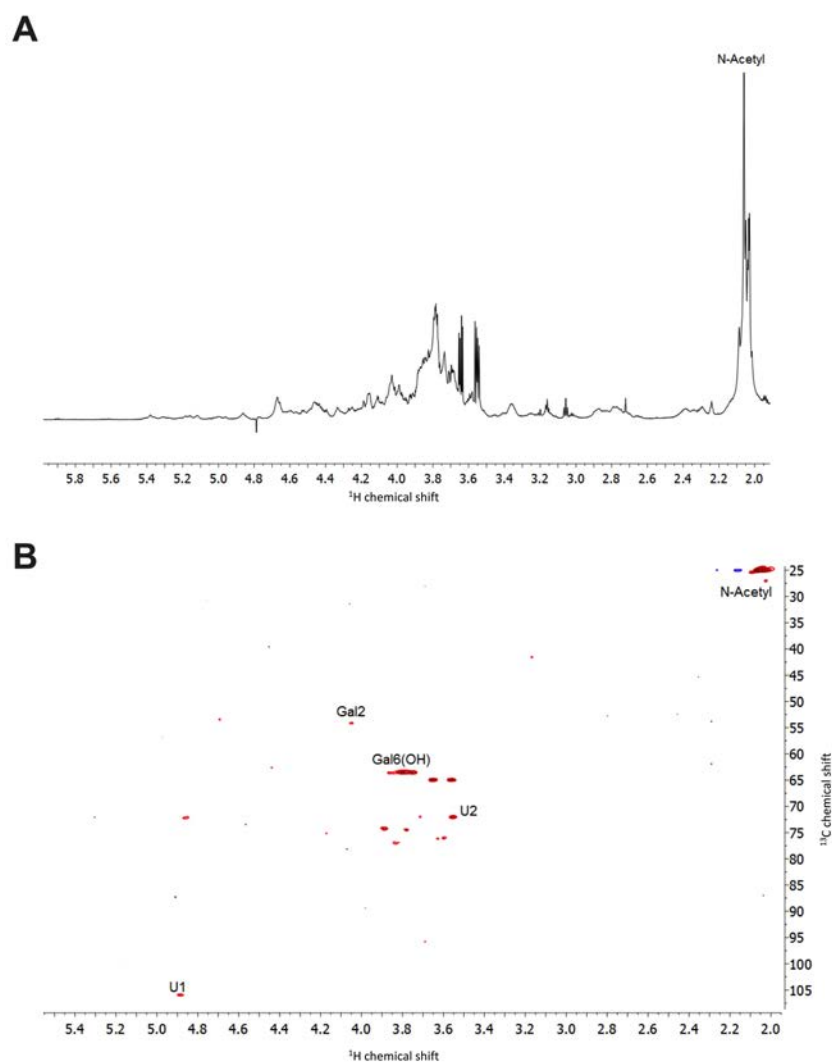 A
N-Acetyl
5.8 5.6 5.4 5.2 5.0 4.8 4.6 4.4 4.2 4.0 3.8 3.6 3.4 3.2 3.0 2.8 2.6 2.4 2.2 2.0
¹H chemical shift
B
25
N-Acetyl
30
35
40
45
50
Gal2
55
60
Gal6(OH)
65
70
U2
75
80
85
90
95
100
U1
105
¹³C chemical shift
5.4 5.2 5.0 4.8 4.6 4.4 4.2 4.0 3.8 3.6 3.4 3.2 3.0 2.8 2.6 2.4 2.2 2.0
¹H chemical shift